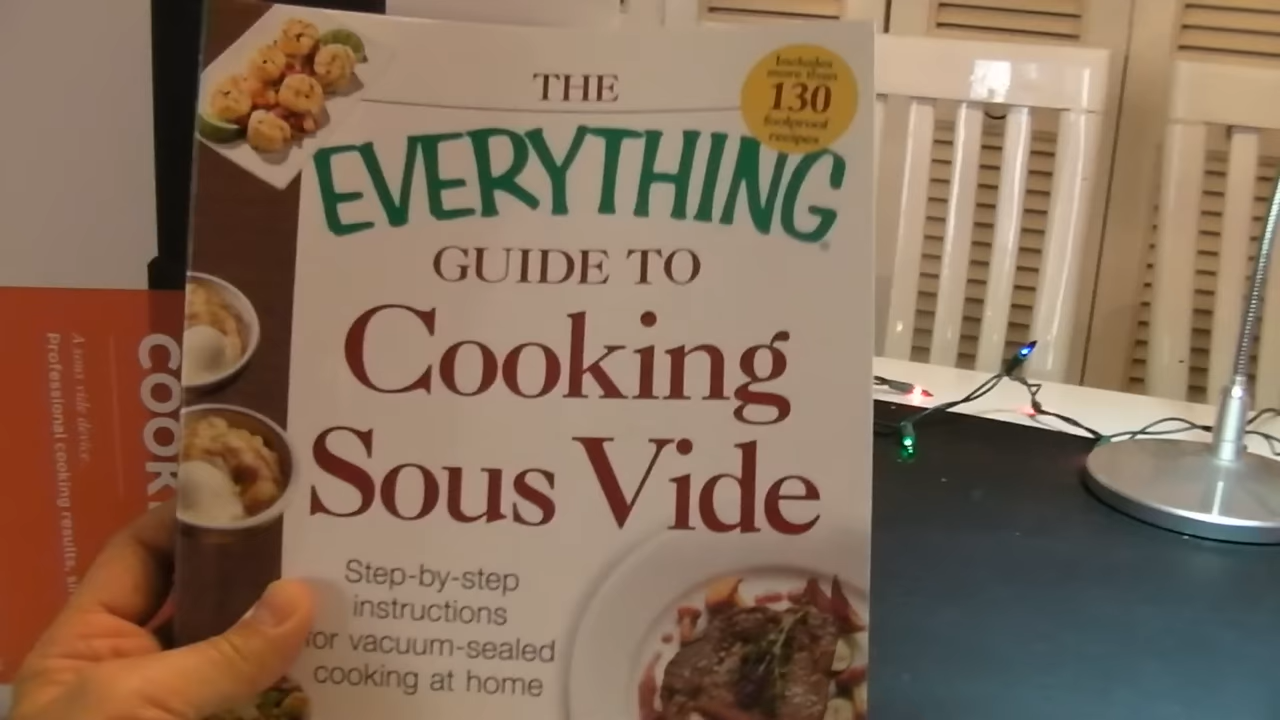 THE
EVERYTHING
GUIDE TO
Cooking
Sous Vide
Includes
more than
130
foolproof
recipes
Step-by-step
instructions
for vacuum-sealed
cooking at home
A sous vide device
Professional cooking results,